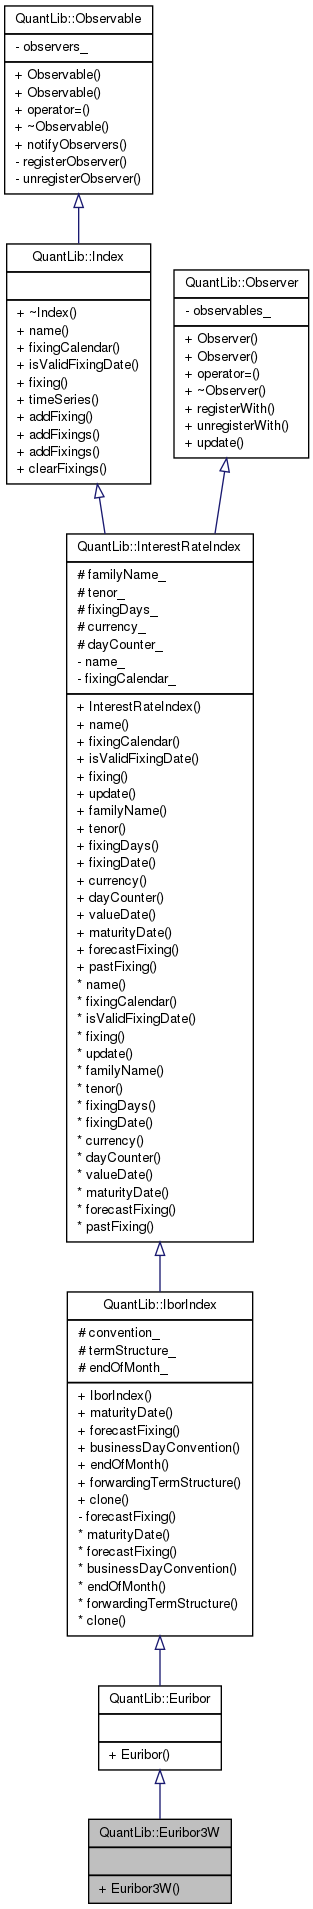 QuantLib::Observable
- observers_
+ Observable()
+ Observable()
+ operator=()
+ ~Observable()
+ notifyObservers()
- registerObserver()
- unregisterObserver()
QuantLib::Index
+ ~Index()
+ name()
+ fixingCalendar()
+ isValidFixingDate()
+ fixing()
+ timeSeries()
+ addFixing()
+ addFixings()
+ addFixings()
+ clearFixings()
QuantLib::Observer
- observables_
+ Observer()
+ Observer()
+ operator=()
+ ~Observer()
+ registerWith()
+ unregisterWith()
+ update()
QuantLib::InterestRateIndex
# familyName_
# tenor_
# fixingDays_
# currency_
# dayCounter_
- name_
- fixingCalendar_
+ InterestRateIndex()
+ name()
+ fixingCalendar()
+ isValidFixingDate()
+ fixing()
+ update()
+ familyName()
+ tenor()
+ fixingDays()
+ fixingDate()
+ currency()
+ dayCounter()
+ valueDate()
+ maturityDate()
+ forecastFixing()
+ pastFixing()
* name()
* fixingCalendar()
* isValidFixingDate()
* fixing()
* update()
* familyName()
* tenor()
* fixingDays()
* fixingDate()
* currency()
* dayCounter()
* valueDate()
* maturityDate()
* forecastFixing()
* pastFixing()
QuantLib::IborIndex
# convention_
# termStructure_
# endOfMonth_
+ IborIndex()
+ maturityDate()
+ forecastFixing()
+ businessDayConvention()
+ endOfMonth()
+ forwardingTermStructure()
+ clone()
- forecastFixing()
* maturityDate()
* forecastFixing()
* businessDayConvention()
* endOfMonth()
* forwardingTermStructure()
* clone()
QuantLib::Euribor
+ Euribor()
QuantLib::Euribor3W
+ Euribor3W()